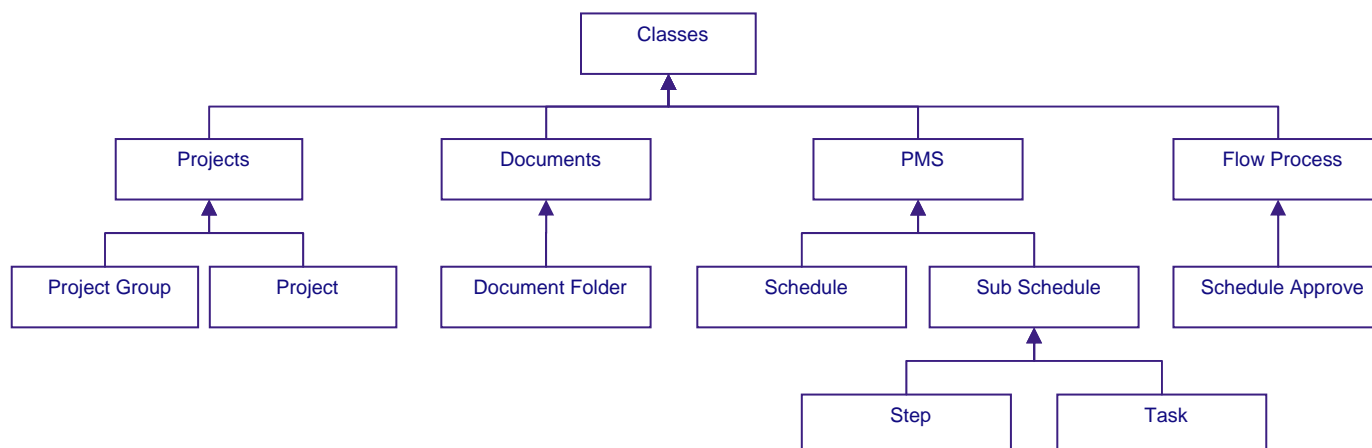 Classes
Projects
Documents
PMS
Flow Process
Project Group
Project
Document Folder
Schedule
Sub Schedule
Schedule Approve
Step
Task